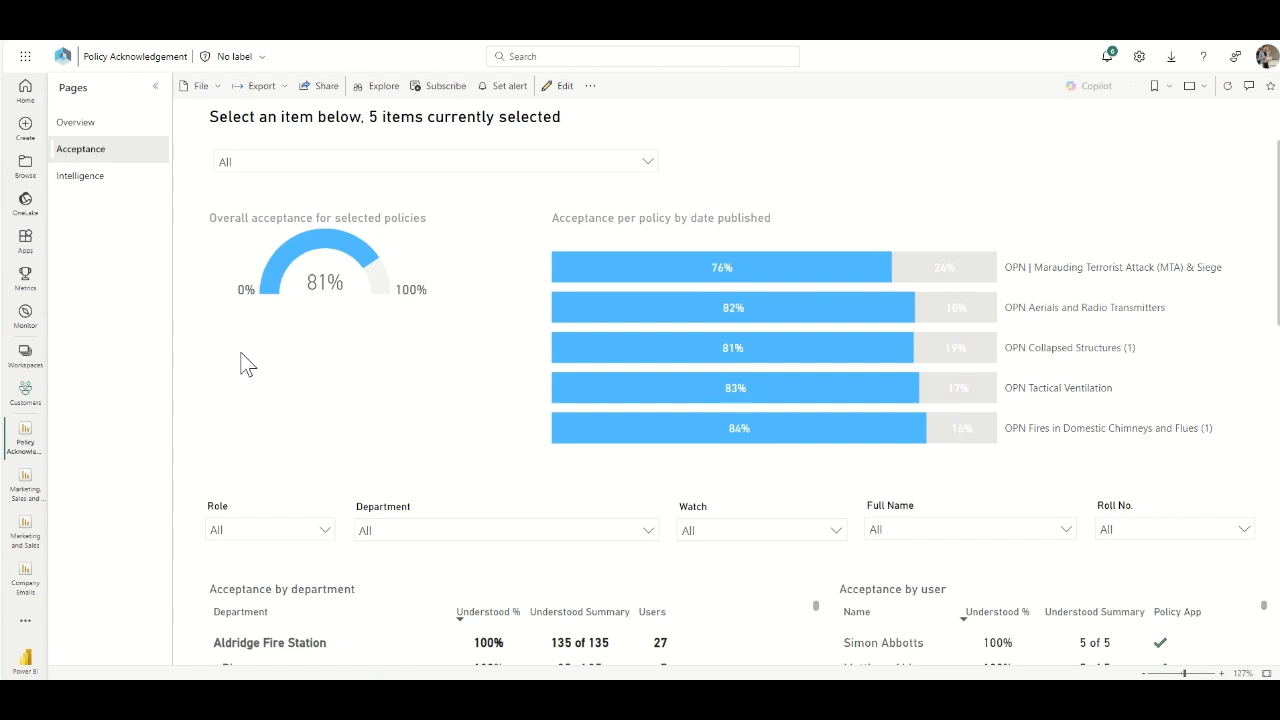 Policy Acknowledgement
No label
Search
6
Home
Create
Browse
OneLake
Apps
Metrics
Monitor
Workspaces
Customers
Policy
Acknowle...
Marketing,
Sales and ...
Marketing
and Sales
Company
Emails
...
Power BI
Pages
Overview
Acceptance
Intelligence
File
Export
Share
Explore
Subscribe
Set alert
Edit
...
Copilot
Select an item below, 5 items currently selected
All
Overall acceptance for selected policies
0%
81%
100%
Acceptance per policy by date published
76% 24% OPN | Marauding Terrorist Attack (MTA) & Siege
82% 18% OPN Aerials and Radio Transmitters
81% 19% OPN Collapsed Structures (1)
83% 17% OPN Tactical Ventilation
84% 16% OPN Fires in Domestic Chimneys and Flues (1)
Role Department Watch Full Name Roll No.
All All All All All
Acceptance by department
Department Understood % Understood Summary Users
Aldridge Fire Station 100% 135 of 135 27
Acceptance by user
Name Understood % Understood Summary Policy App
Simon Abbotts 100% 5 of 5
- + 127%